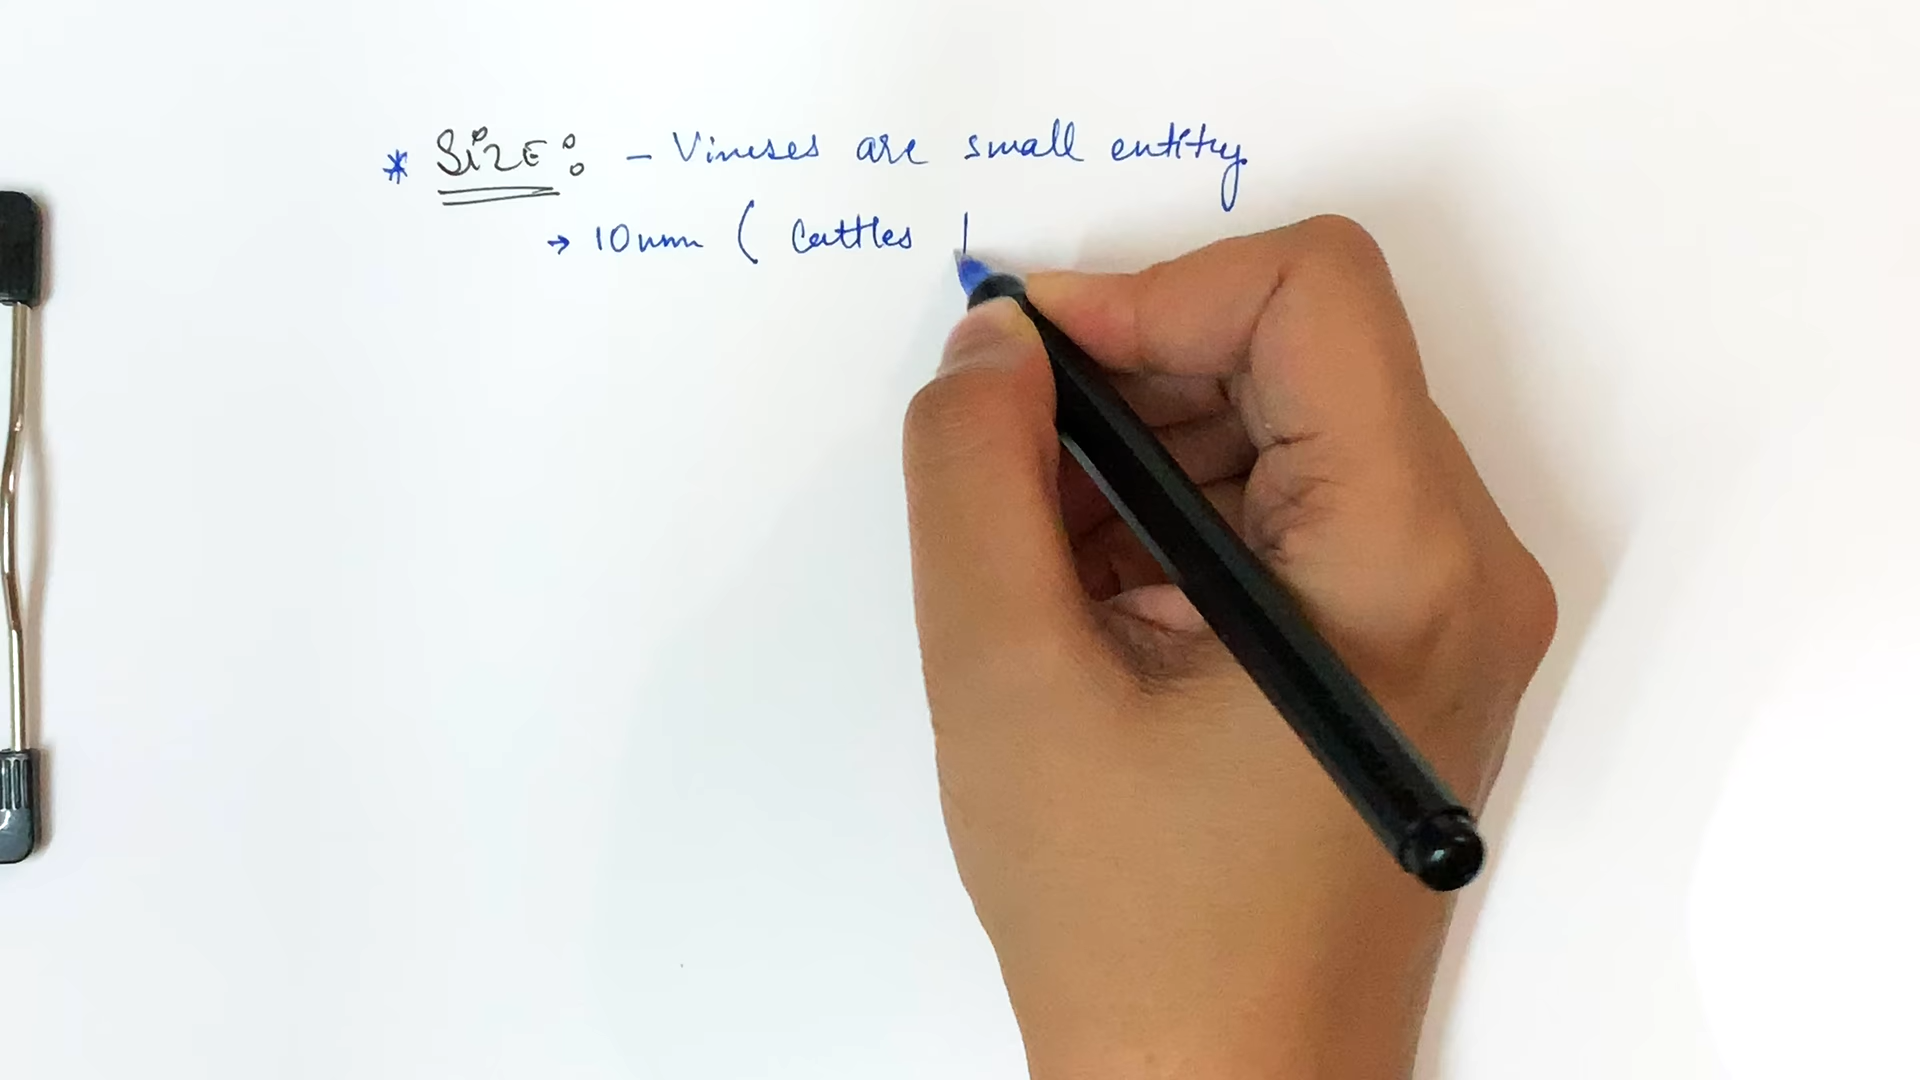 * SIZE: - Viruses are small entity.
→ 10nm ( Cattles